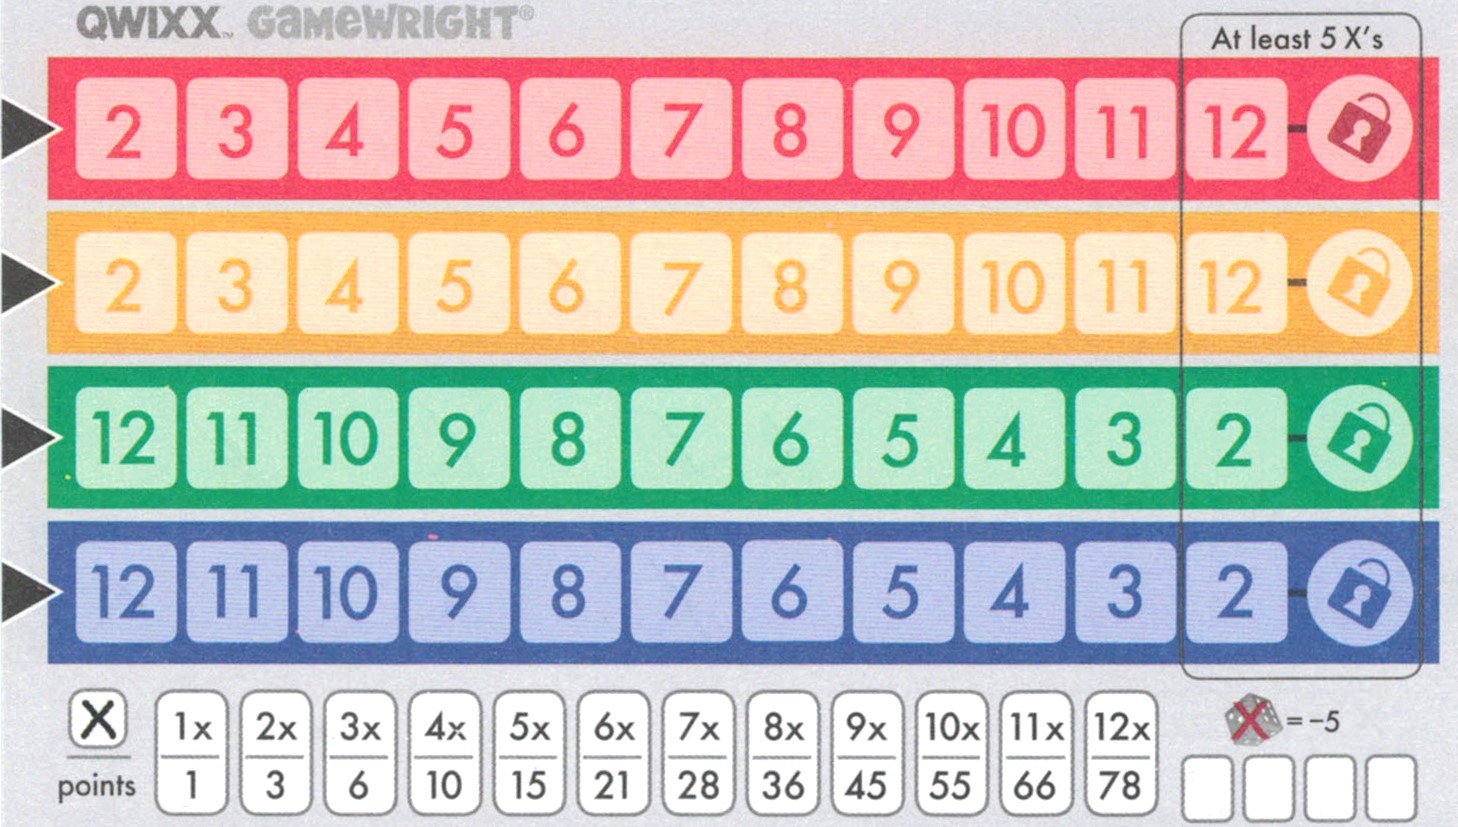 QWIXX™ GAMEWRIGHT®
At least 5 X's
2 3 4 5 6 7 8 9 10 11 12
2 3 4 5 6 7 8 9 10 11 12
12 11 10 9 8 7 6 5 4 3 2
12 11 10 9 8 7 6 5 4 3 2
X 1x 2x 3x 4x 5x 6x 7x 8x 9x 10x 11x 12x
points 1 3 6 10 15 21 28 36 45 55 66 78
X = -5